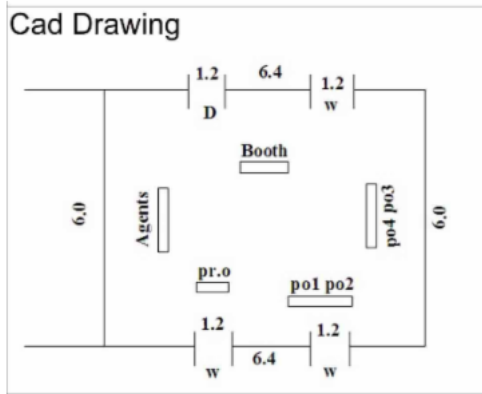 Cad Drawing
1.2
6.4
1.2
D
w
Booth
Agents
po4 po3
6.0
6.0
pr.o
po1 po2
1.2
1.2
6.4
w
w